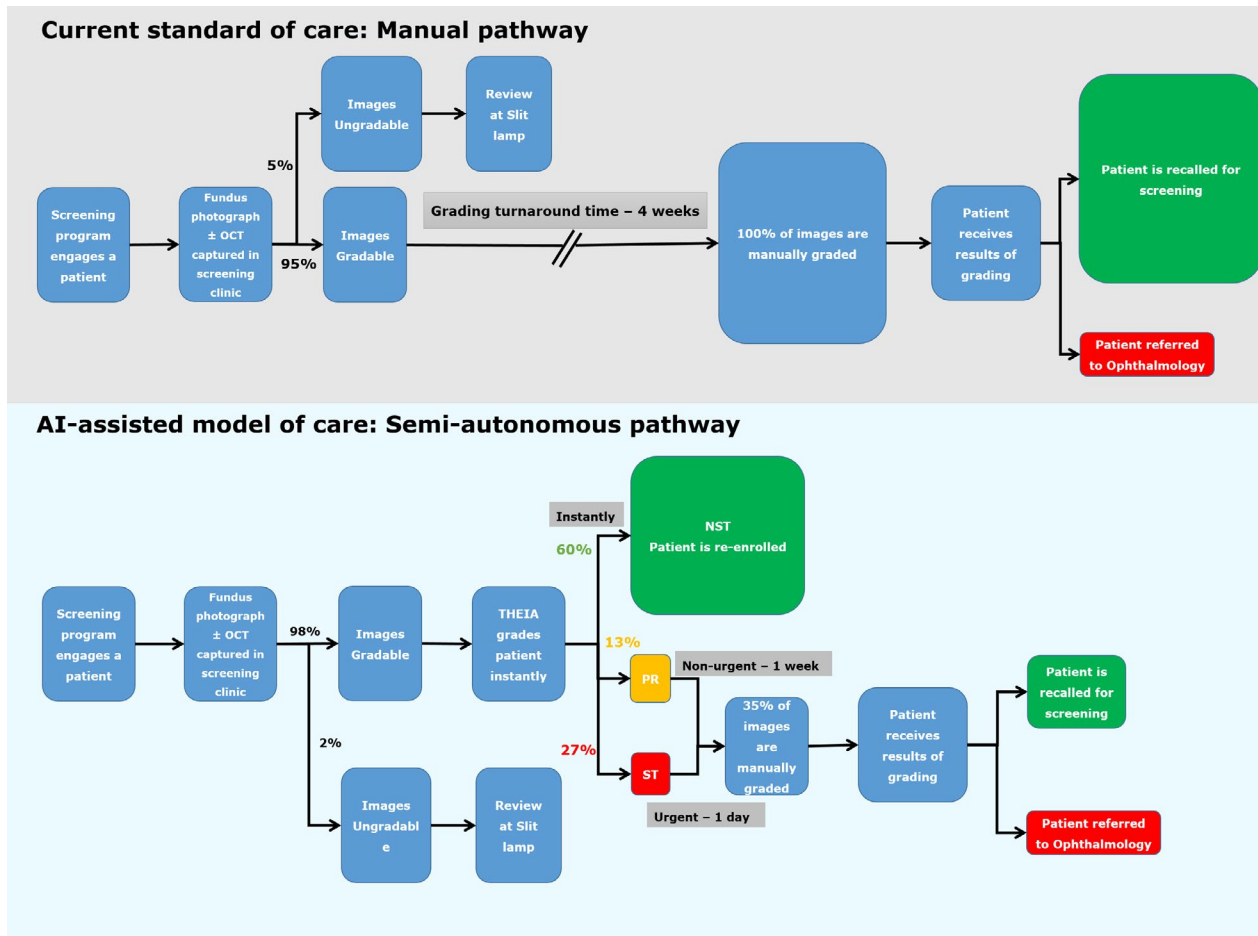 Current standard of care: Manual pathway
Images
Ungradable
Review
at Slit
lamp
5%
Screening
program
engages a
patient
Fundus
photograph
± OCT
captured in
screening
clinic
95%
Images
Gradable
Grading turnaround time – 4 weeks
100% of images are
manually graded
Patient
receives
results of
grading
Patient is recalled for
screening
Patient referred
to Ophthalmology
AI-assisted model of care: Semi-autonomous pathway
Screening
program
engages a
patient
Fundus
photograph
± OCT
captured in
screening
clinic
98%
Images
Gradable
THEIA
grades
patient
instantly
2%
Images
Ungradabl
e
Review
at Slit
lamp
Instantly
60%
NST
Patient is re-enrolled
13%
PR
Non-urgent – 1 week
27%
ST
Urgent – 1 day
35% of
images
are
manually
graded
Patient
receives
results of
grading
Patient is
recalled for
screening
Patient referred
to Ophthalmology